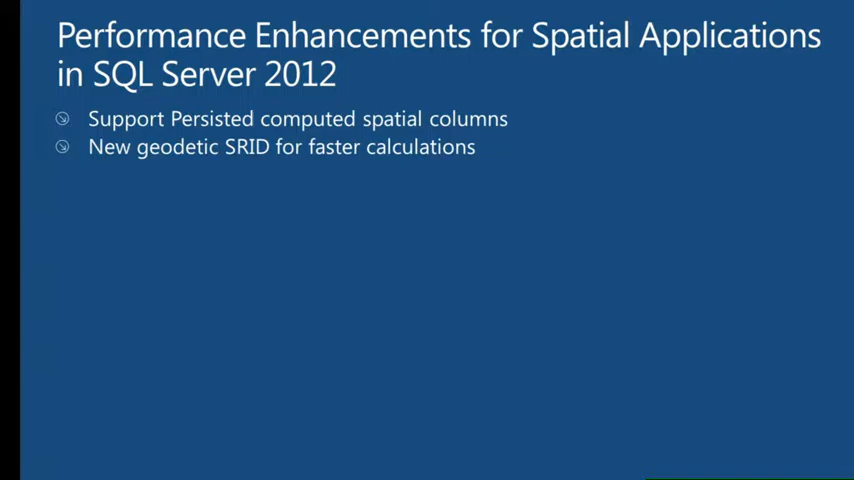 Performance Enhancements for Spatial Applications
in SQL Server 2012
Support Persisted computed spatial columns
New geodetic SRID for faster calculations